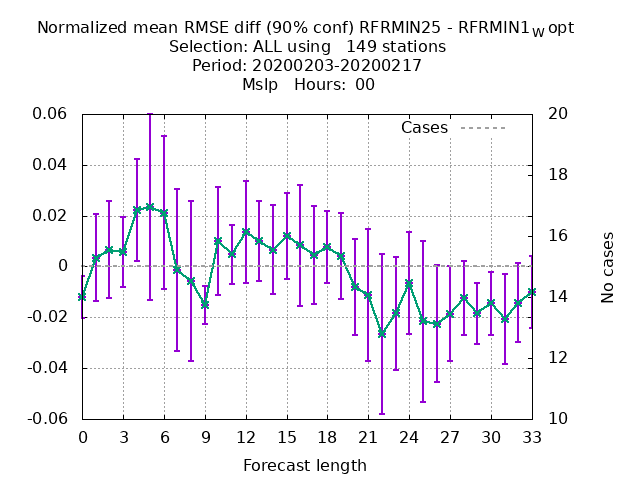 Normalized mean RMSE diff (90% conf) RFRMIN25 - RFRMIN1wopt
Selection: ALL using 149 stations
Period: 20200203-20200217
Mslp Hours: 00
Cases
0.06
0.04
0.02
0
-0.02
-0.04
-0.06
20
18
16
14
12
10
No cases
0 3 6 9 12 15 18 21 24 27 30 33
Forecast length